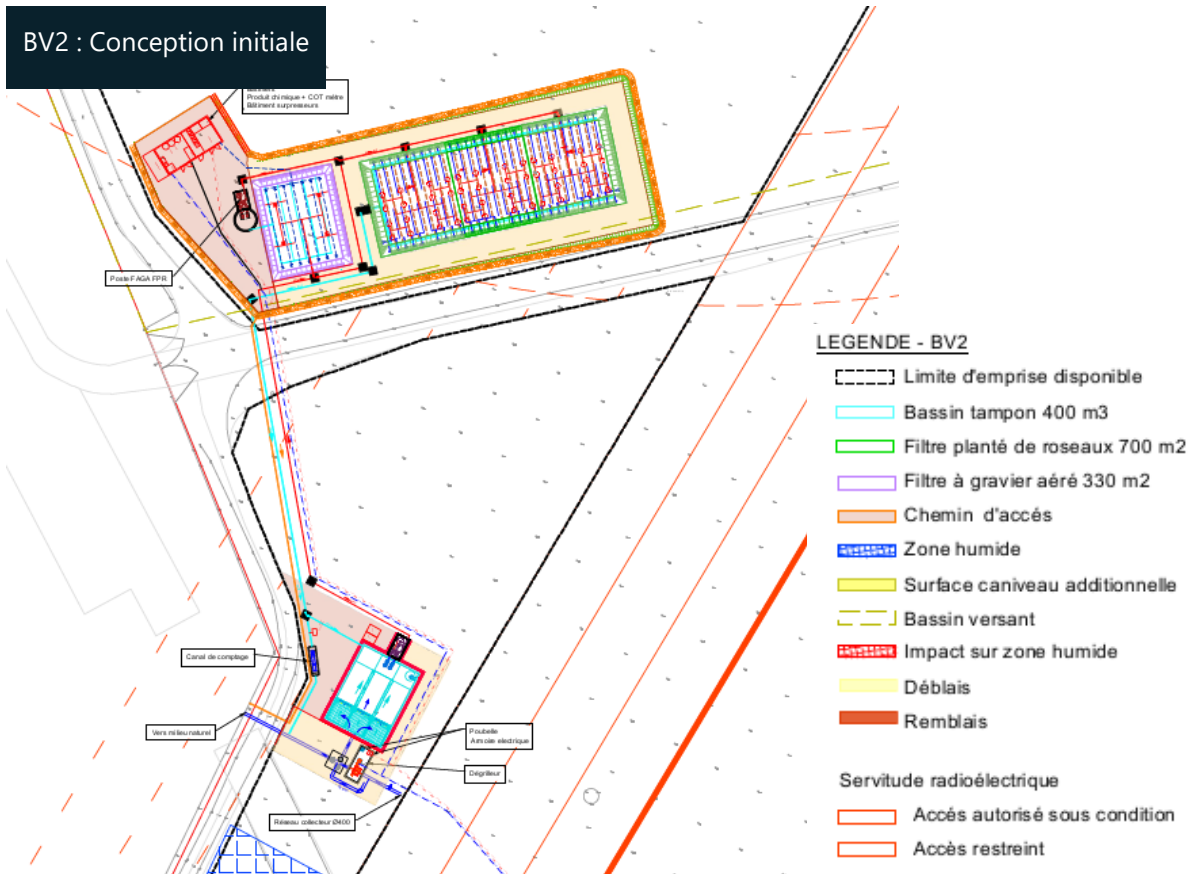 BV2 : Conception initiale
Produit chimique + COT mètre
Bâtiment surpresseurs
Poste FAGA FPR
Canal de comptage
Vers milieu naturel
Poubelle
Armoire electrique
Dégrilleur
Réseau collecteur Ø400
LEGENDE - BV2
Limite d'emprise disponible
Bassin tampon 400 m3
Filtre planté de roseaux 700 m2
Filtre à gravier aéré 330 m2
Chemin d'accés
Zone humide
Surface caniveau additionnelle
Bassin versant
Impact sur zone humide
Déblais
Remblais
Servitude radioélectrique
Accés autorisé sous condition
Accès restreint